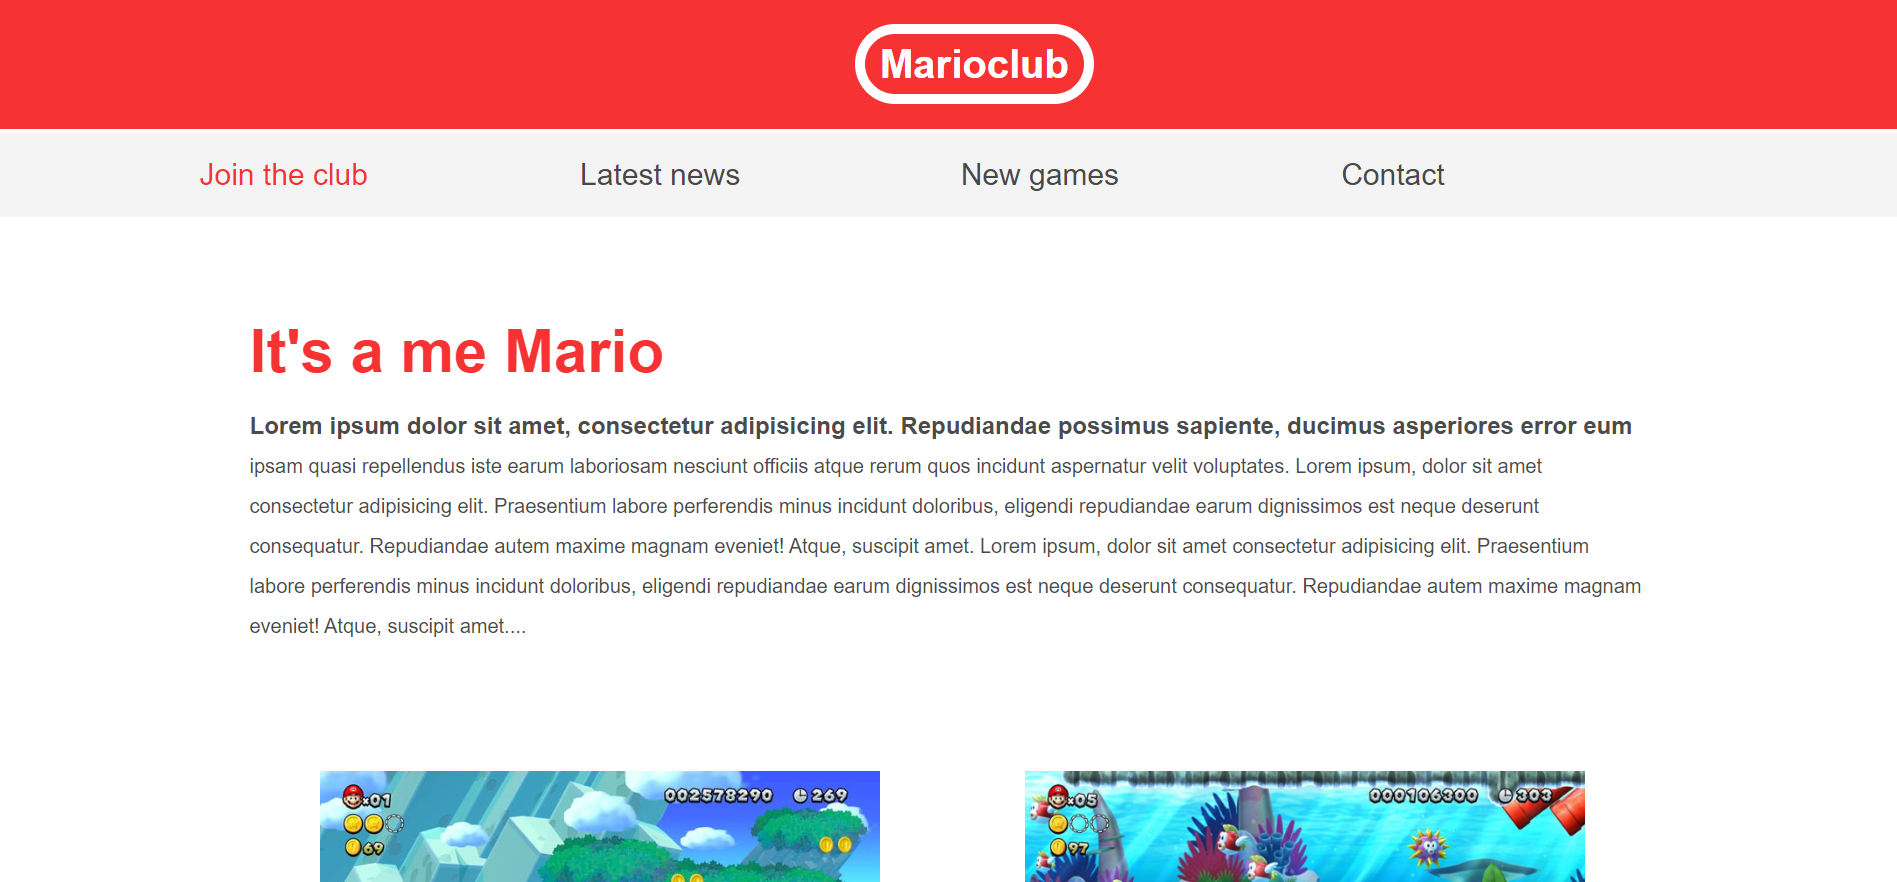 Marioclub
Join the club Latest news New games Contact
It's a me Mario
Lorem ipsum dolor sit amet, consectetur adipisicing elit. Repudiandae possimus sapiente, ducimus asperiores error eum
ipsam quasi repellendus iste earum laboriosam nesciunt officiis atque rerum quos incidunt aspernatur velit voluptates. Lorem ipsum, dolor sit amet
consectetur adipisicing elit. Praesentium labore perferendis minus incidunt doloribus, eligendi repudiandae earum dignissimos est neque deserunt
consequatur. Repudiandae autem maxime magnam eveniet! Atque, suscipit amet. Lorem ipsum, dolor sit amet consectetur adipisicing elit. Praesentium
labore perferendis minus incidunt doloribus, eligendi repudiandae earum dignissimos est neque deserunt consequatur. Repudiandae autem maxime magnam
eveniet! Atque, suscipit amet....
x01 002578290 269
69
x05 000106300 303
97